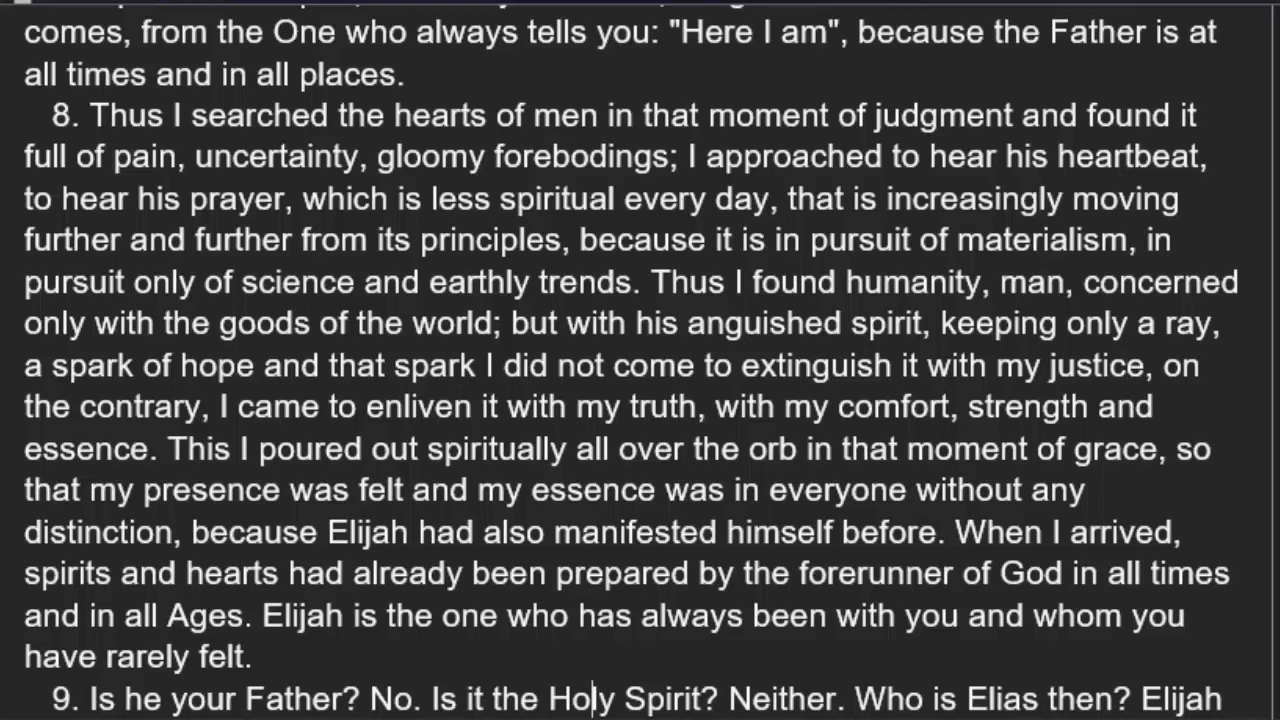 comes, from the One who always tells you: "Here I am", because the Father is at
all times and in all places.
8. Thus I searched the hearts of men in that moment of judgment and found it
full of pain, uncertainty, gloomy forebodings; I approached to hear his heartbeat,
to hear his prayer, which is less spiritual every day, that is increasingly moving
further and further from its principles, because it is in pursuit of materialism, in
pursuit only of science and earthly trends. Thus I found humanity, man, concerned
only with the goods of the world; but with his anguished spirit, keeping only a ray,
a spark of hope and that spark I did not come to extinguish it with my justice, on
the contrary, I came to enliven it with my truth, with my comfort, strength and
essence. This I poured out spiritually all over the orb in that moment of grace, so
that my presence was felt and my essence was in everyone without any
distinction, because Elijah had also manifested himself before. When I arrived,
spirits and hearts had already been prepared by the forerunner of God in all times
and in all Ages. Elijah is the one who has always been with you and whom you
have rarely felt.
9. Is he your Father? No. Is it the Holy Spirit? Neither. Who is Elias then? Elijah